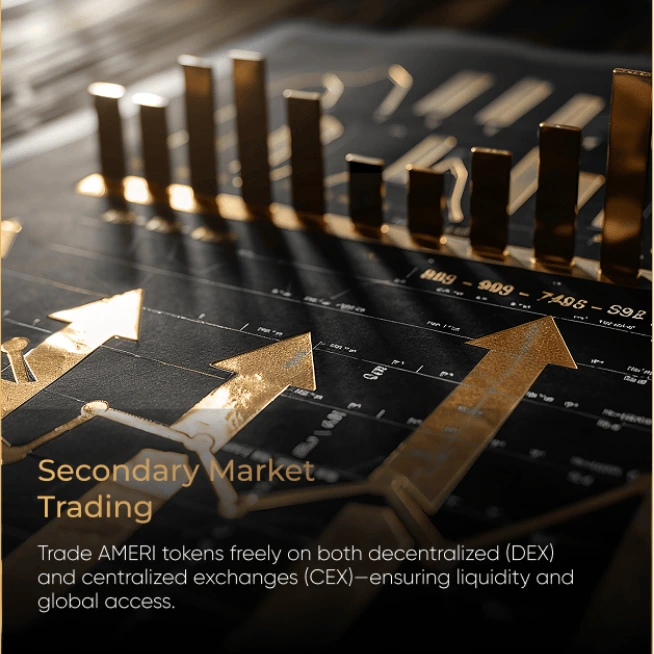 Secondary Market
Trading
Trade AMERI tokens freely on both decentralized (DEX)
and centralized exchanges (CEX)—ensuring liquidity and
global access.